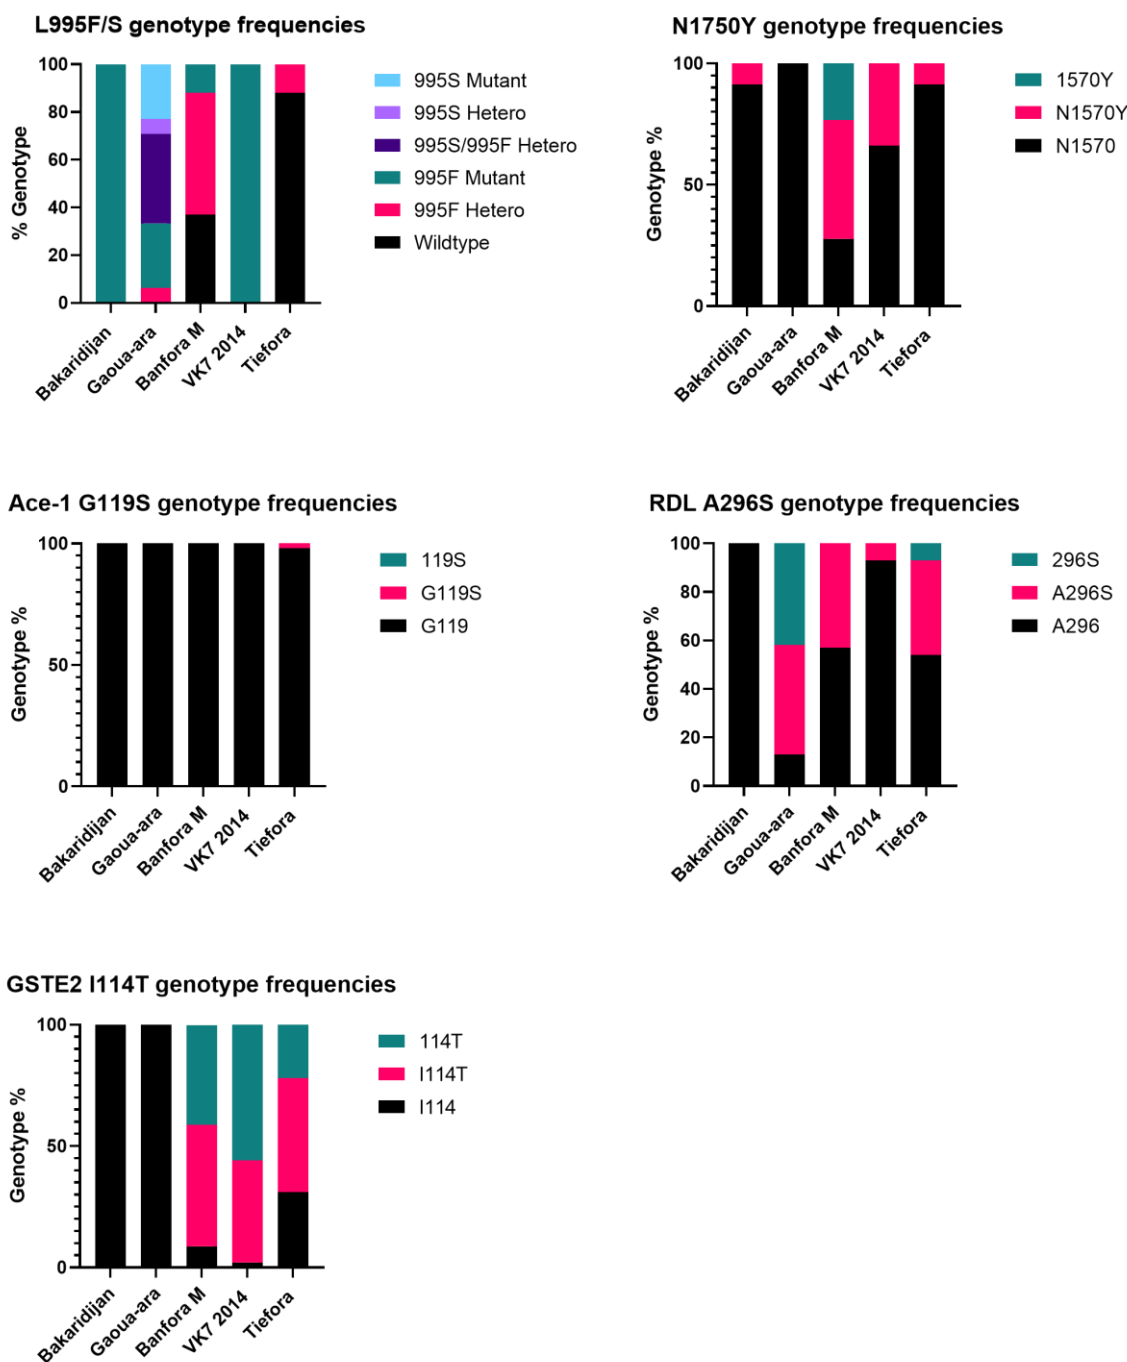 L995F/S genotype frequencies
% Genotype
100
80
60
40
20
0
Bakaridijan
Gaoua-ara
Banfora M
VK7 2014
Tiefora
995S Mutant
995S Hetero
995S/995F Hetero
995F Mutant
995F Hetero
Wildtype
N1750Y genotype frequencies
Genotype %
100
50
0
Bakaridijan
Gaoua-ara
Banfora M
VK7 2014
Tiefora
1570Y
N1570Y
N1570
Ace-1 G119S genotype frequencies
Genotype %
100
50
0
Bakaridijan
Gaoua-ara
Banfora M
VK7 2014
Tiefora
119S
G119S
G119
RDL A296S genotype frequencies
Genotype %
100
80
60
40
20
0
Bakaridijan
Gaoua-ara
Banfora M
VK7 2014
Tiefora
296S
A296S
A296
GSTE2 I114T genotype frequencies
Genotype %
100
50
0
Bakaridijan
Gaoua-ara
Banfora M
VK7 2014
Tiefora
114T
I114T
I114